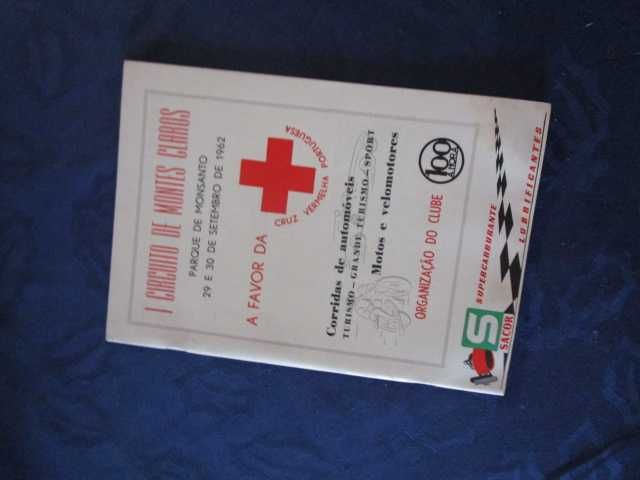 I CIRCUITO DE MONTES CLAROS
PARQUE DE MONSANTO
29 E 30 DE SETEMBRO DE 1962
A FAVOR DA
CRUZ VERMELHA PORTUGUESA
Corridas de automóveis
TURISMO - GRANDE TURISMO - SPORT
Motos e velomotores
ORGANIZAÇÃO DO CLUBE
100
À HORA
S
SACOR
SUPERCARBURANTE
LUBRIFICANTES